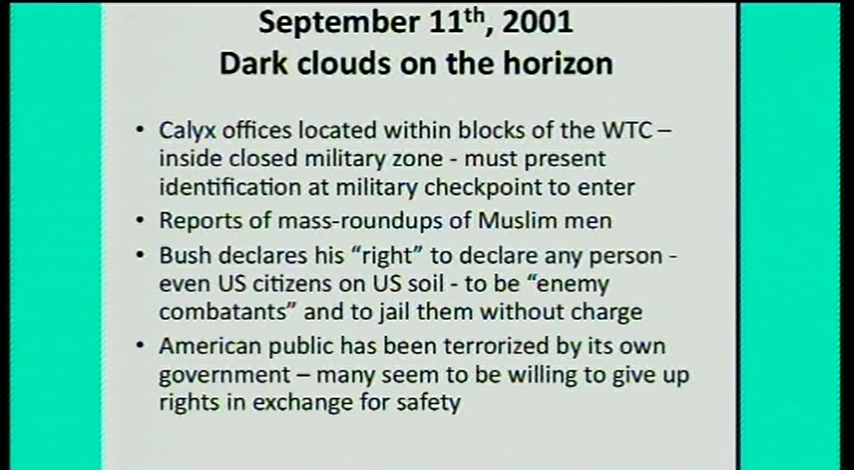 September 11th, 2001
Dark clouds on the horizon
• Calyx offices located within blocks of the WTC –
inside closed military zone - must present
identification at military checkpoint to enter
• Reports of mass-roundups of Muslim men
• Bush declares his “right” to declare any person -
even US citizens on US soil - to be “enemy
combatants” and to jail them without charge
• American public has been terrorized by its own
government – many seem to be willing to give up
rights in exchange for safety